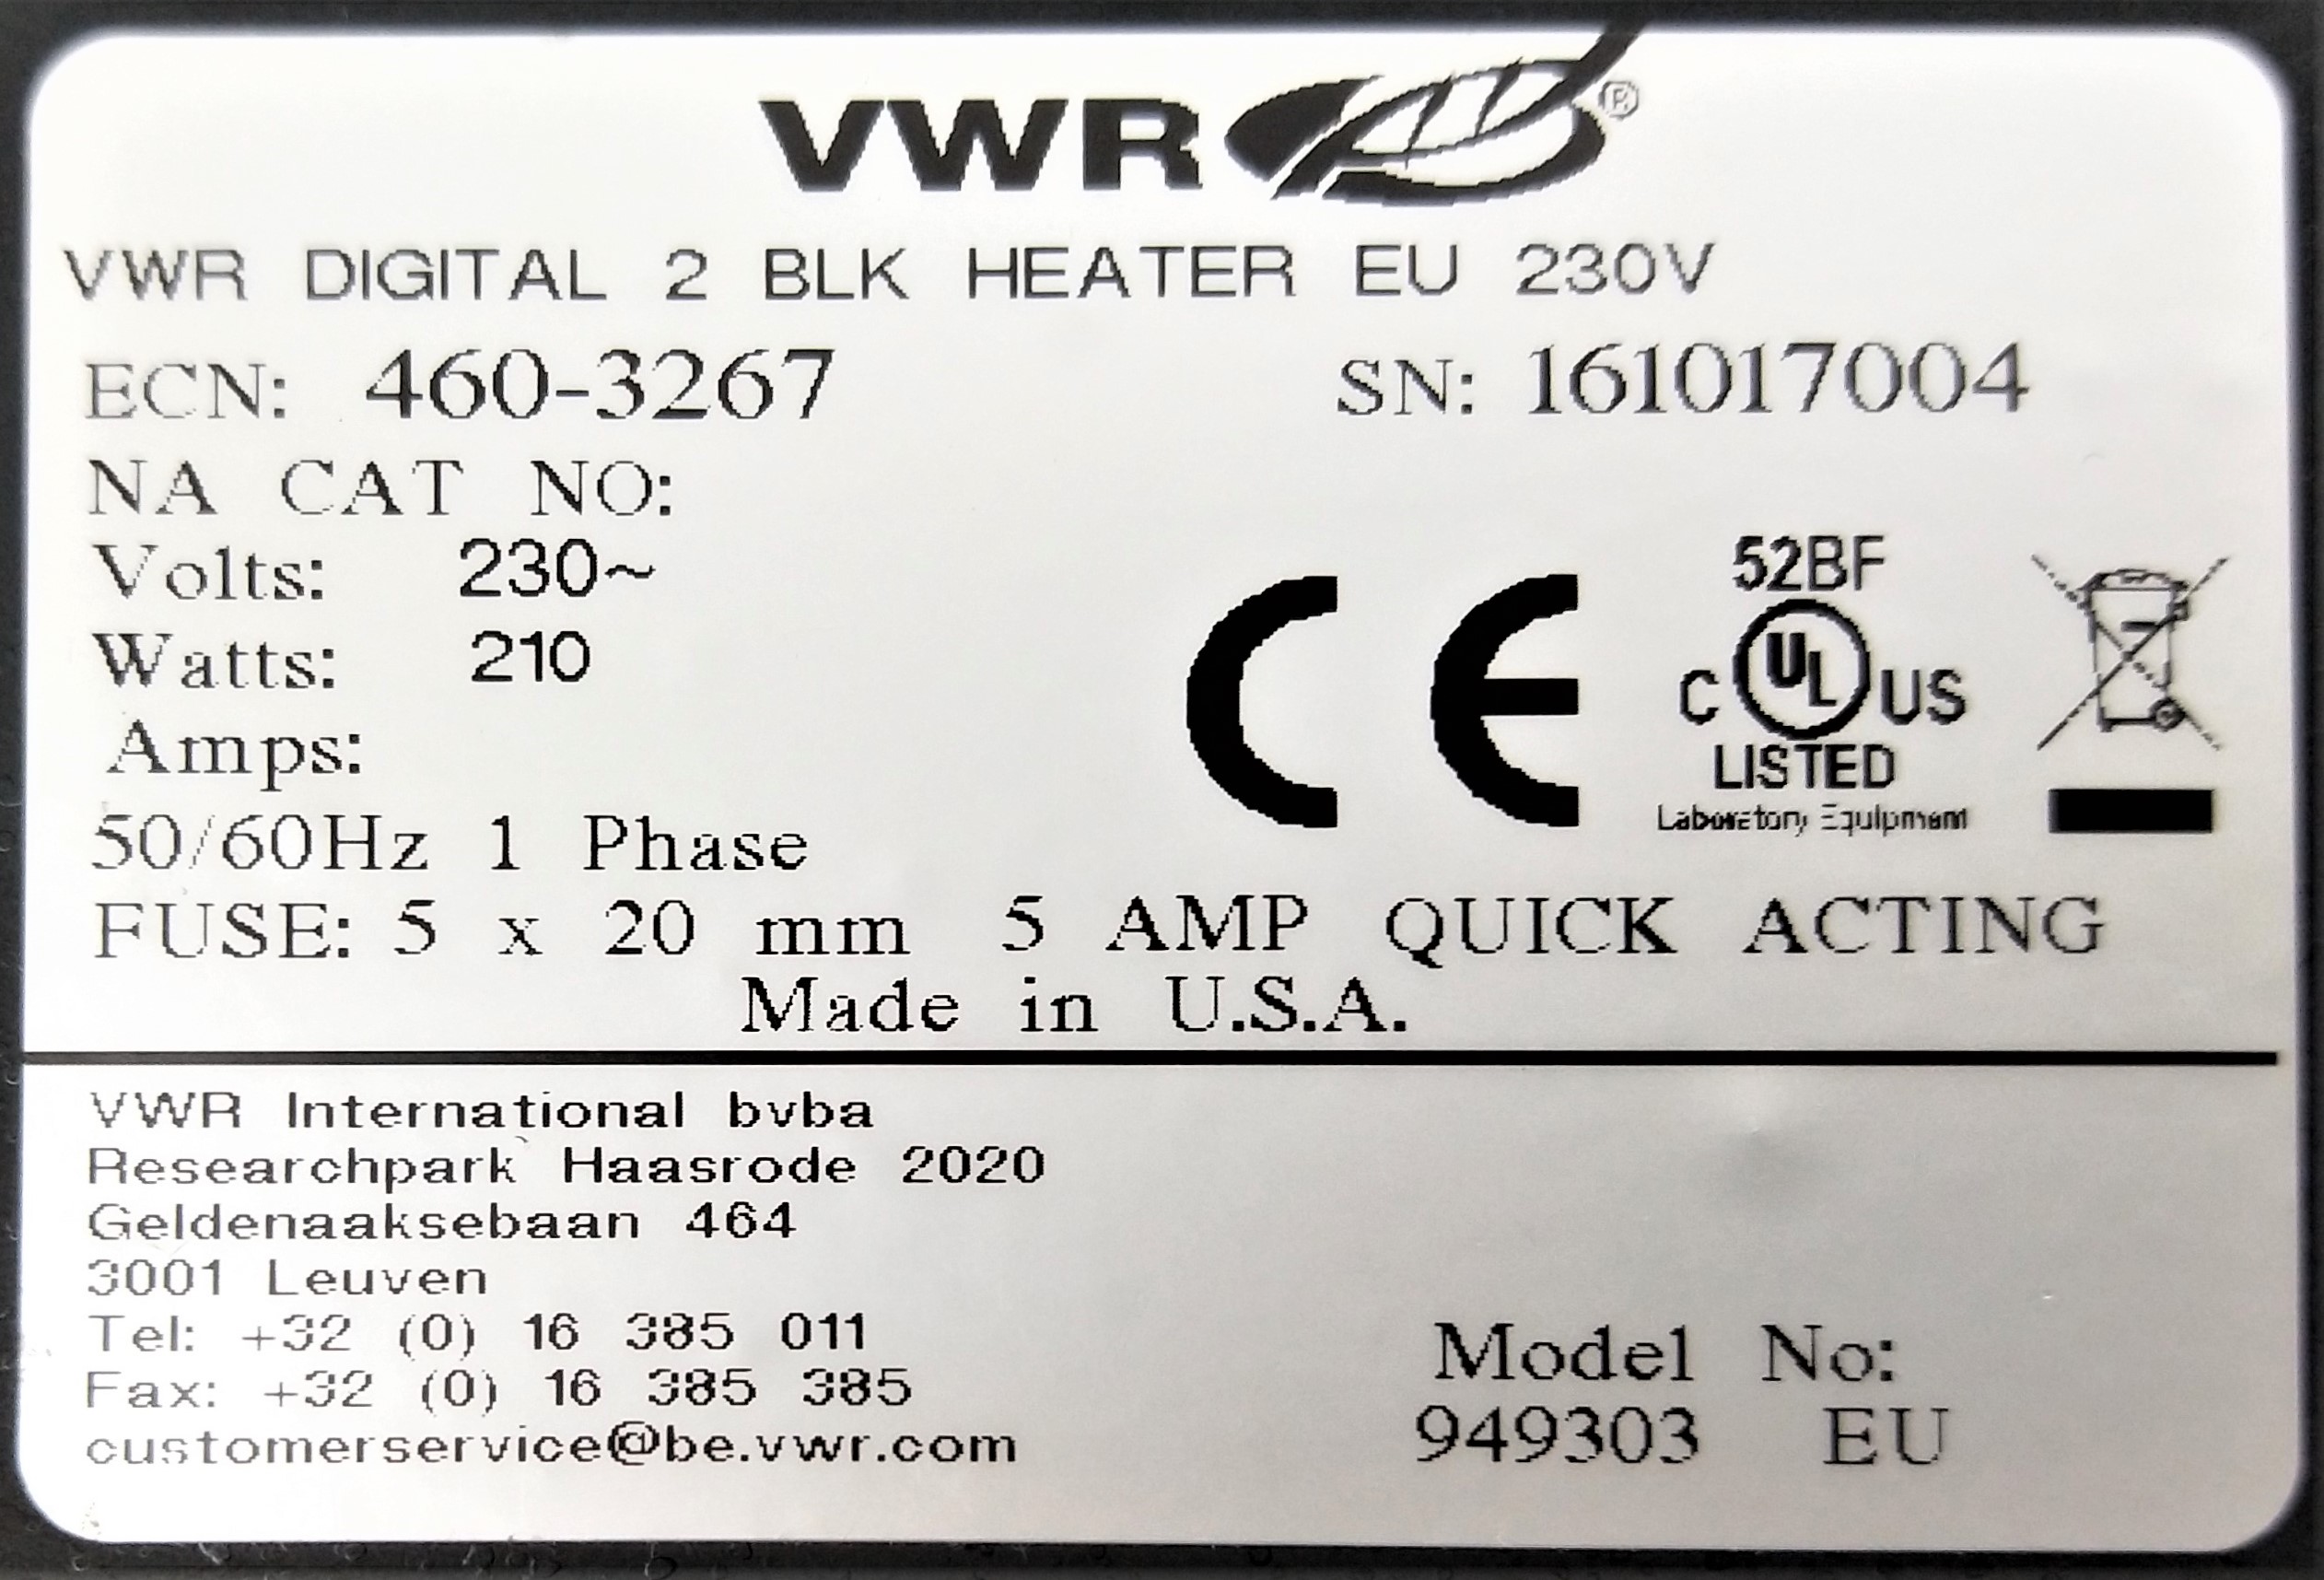 VWR®
VWR DIGITAL 2 BLK HEATER EU 230V
ECN: 460-3267 SN: 161017004
NA CAT NO:
Volts: 230~
Watts: 210
Amps:
50/60Hz 1 Phase
FUSE: 5 x 20 mm 5 AMP QUICK ACTING
Made in U.S.A.
CE
52BF
C UL US
LISTED
Laboratory Equipment
VWR International bvba
Researchpark Haasrode 2020
Geldenaaksebaan 464
3001 Leuven
Tel: +32 (0) 16 385 011
Fax: +32 (0) 16 385 385
customerservice@be.vwr.com
Model No:
949303 EU